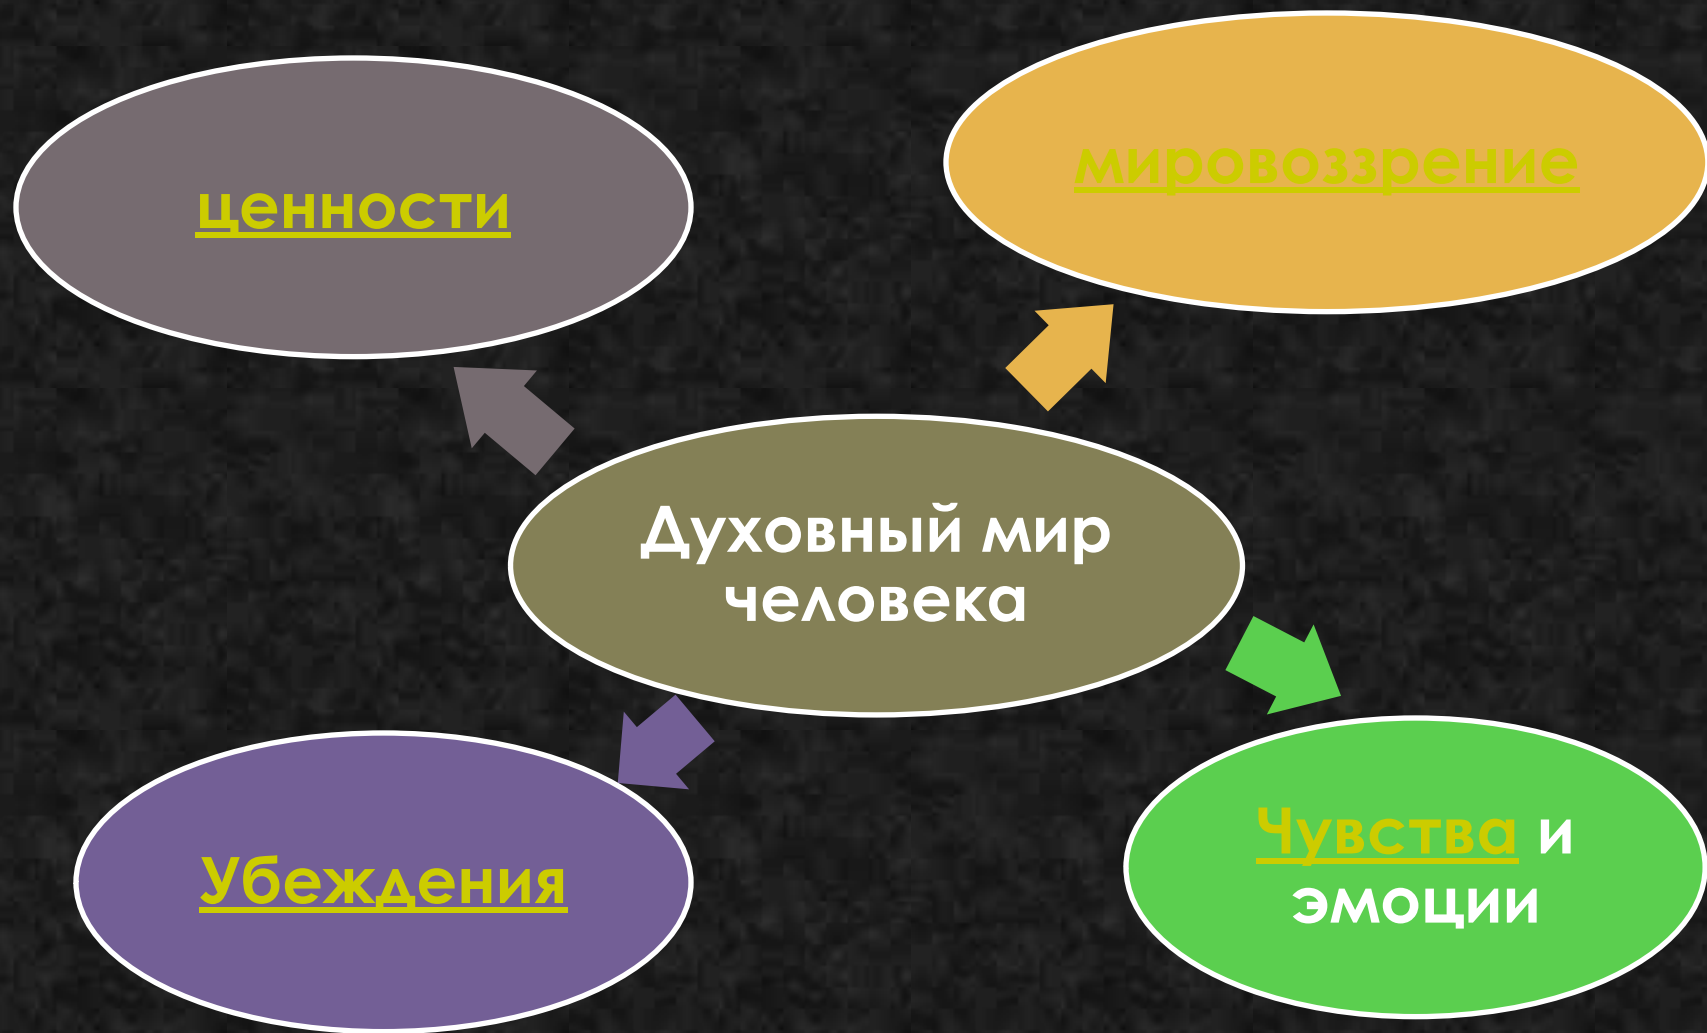 ценности
мировоззрение
Духовный мир
человека
Убеждения
Чувства и
эмоции